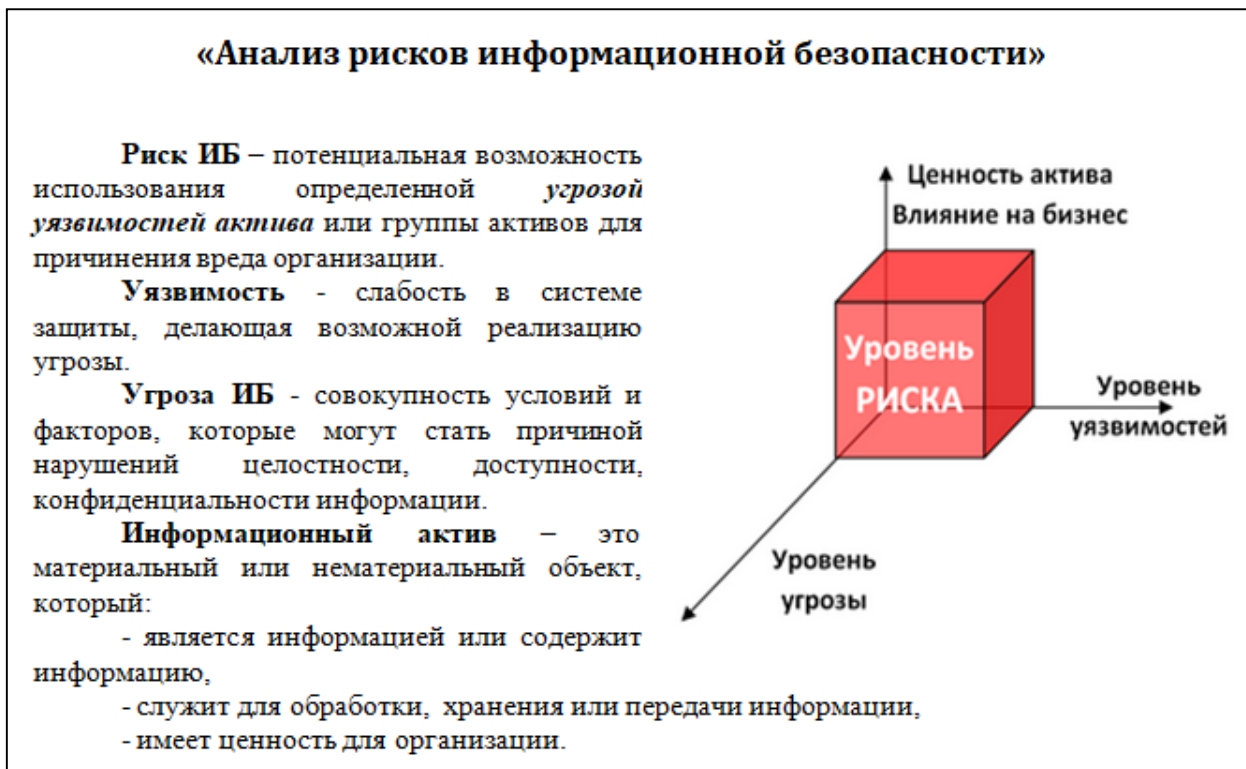 «Анализ рисков информационной безопасности»
Риск ИБ – потенциальная возможность
использования определенной угрозой
уязвимостей актива или группы активов для
причинения вреда организации.
Уязвимость - слабость в системе
защиты, делающая возможной реализацию
угрозы.
Угроза ИБ - совокупность условий и
факторов, которые могут стать причиной
нарушений целостности, доступности,
конфиденциальности информации.
Информационный актив – это
материальный или нематериальный объект,
который:
- является информацией или содержит
информацию,
- служит для обработки, хранения или передачи информации,
- имеет ценность для организации.
Ценность актива
Влияние на бизнес
Уровень
РИСКА
Уровень
уязвимостей
Уровень
угрозы